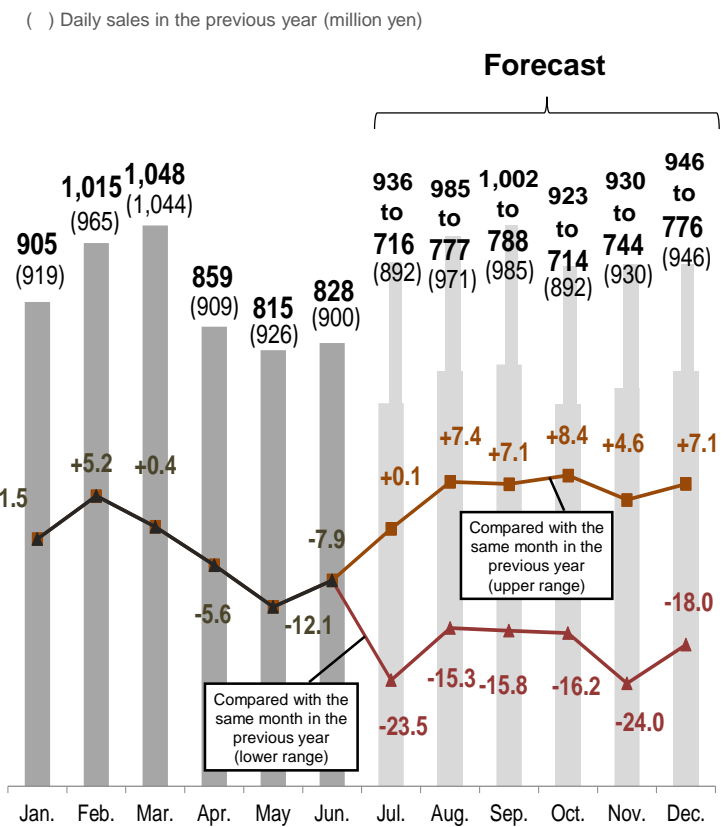 ( ) Daily sales in the previous year (million yen)
Forecast
905
(919)
1,015
(965)
1,048
(1,044)
859
(909)
815
(926)
828
(900)
936
to
716
(892)
985
to
777
(971)
1,002
to
788
(985)
923
to
714
(892)
930
to
744
(930)
946
to
776
(946)
1.5
+5.2
+0.4
-5.6
-12.1
-7.9
+0.1
+7.4
+7.1
+8.4
+4.6
+7.1
Compared with the
same month in the
previous year
(upper range)
-23.5
-15.3
-15.8
-16.2
-24.0
-18.0
Compared with the
same month in the
previous year
(lower range)
Jan. Feb. Mar. Apr. May Jun. Jul. Aug. Sep. Oct. Nov. Dec.